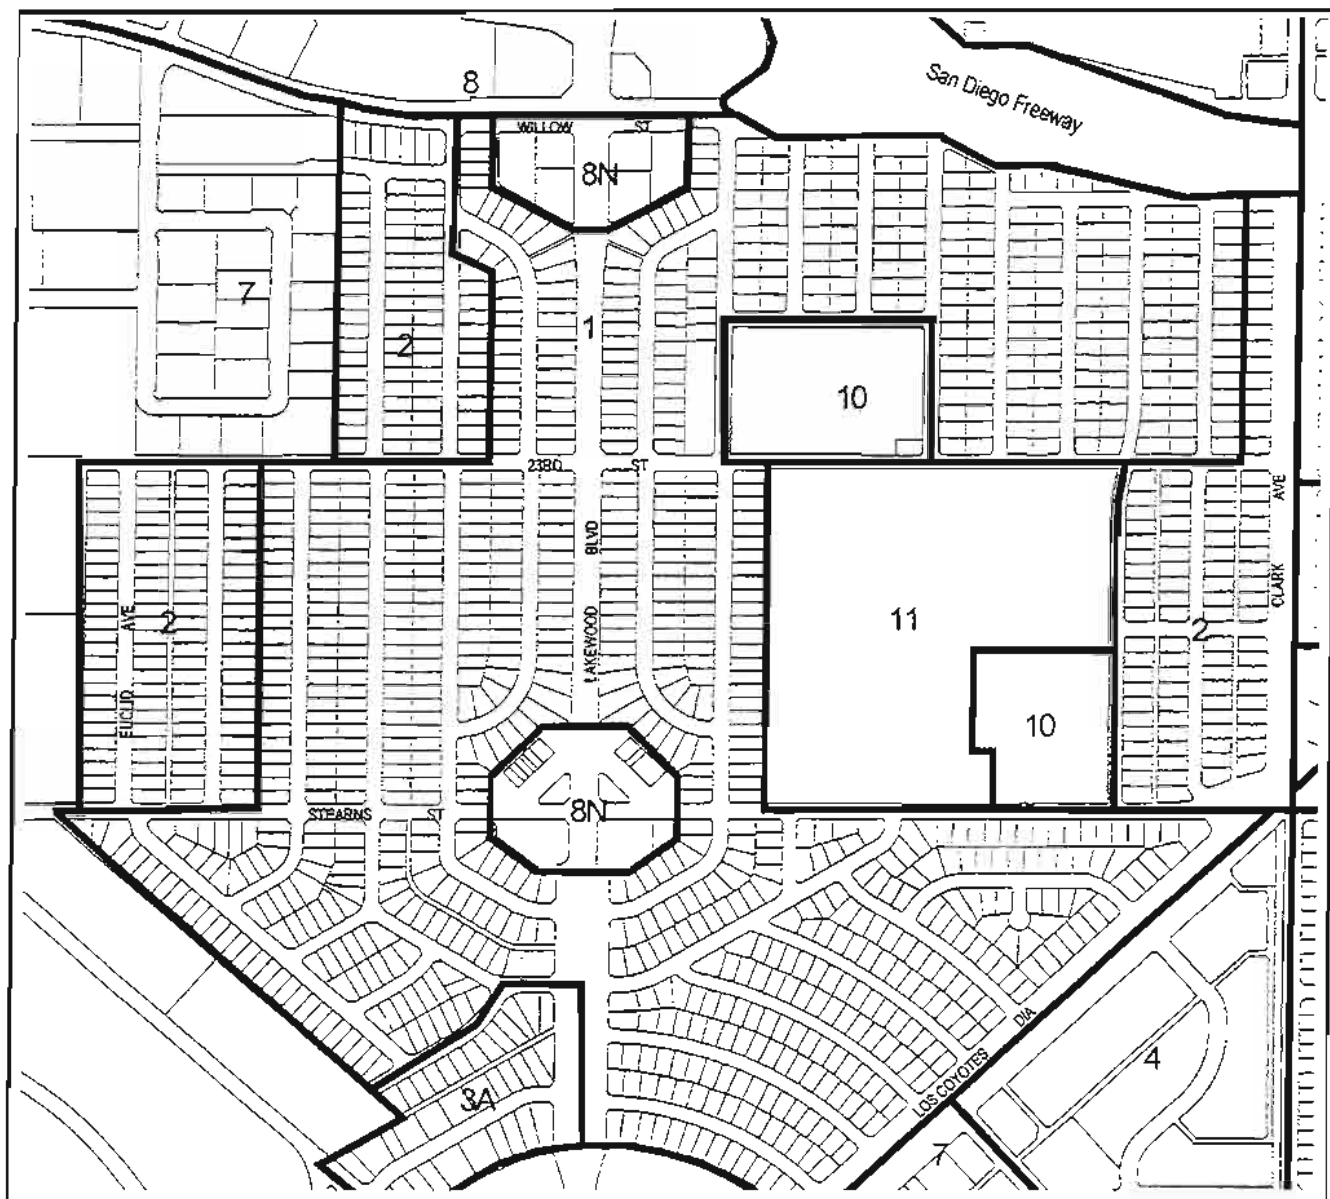 8
San Diego Freeway
WILLOW ST
8N
7
1
2
10
23RD ST
AVE
BLVD
CLARK
11
AVE
2
LAKEWOOD
2
EUCLID
10
STEARNS ST
8N
DIA
LOS COYOTES
4
3A
7